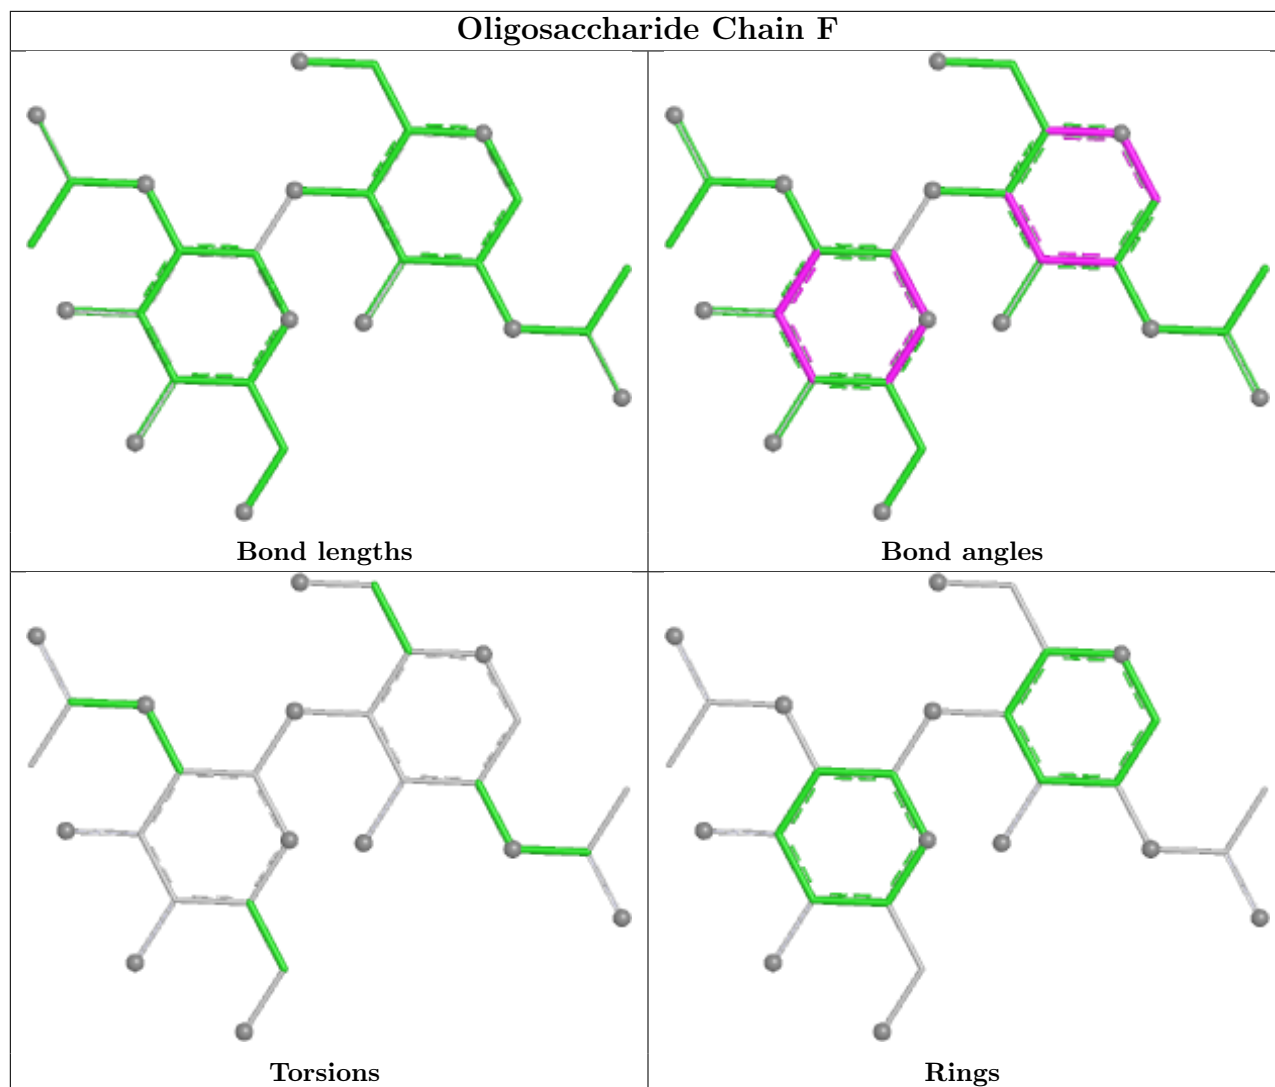 Oligosaccharide Chain F
Bond lengths
Bond angles
Torsions
Rings